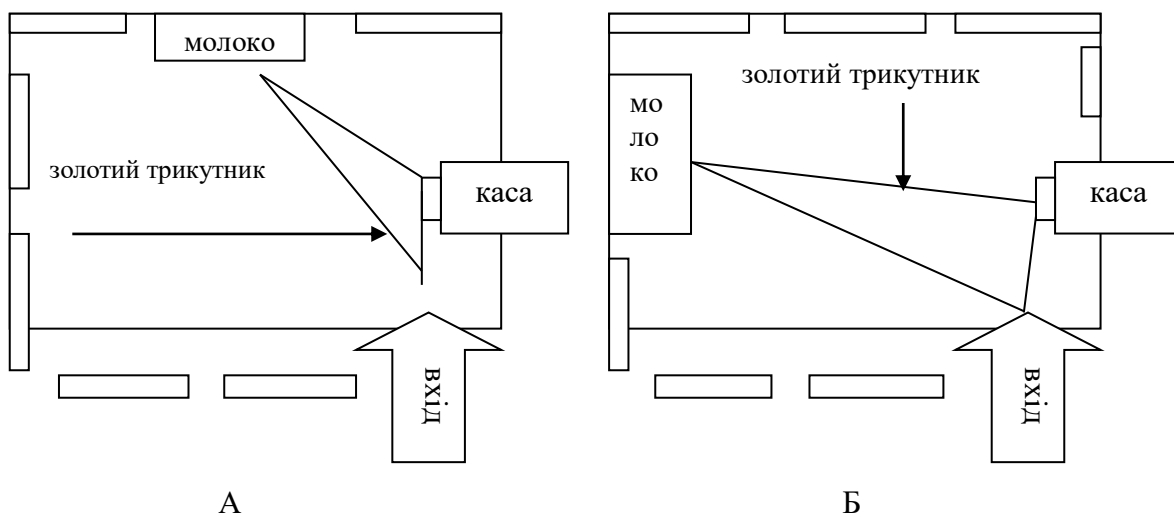 молоко
золотий трикутник
каса
вхід
А
золотий трикутник
мо
ло
ко
каса
вхід
Б